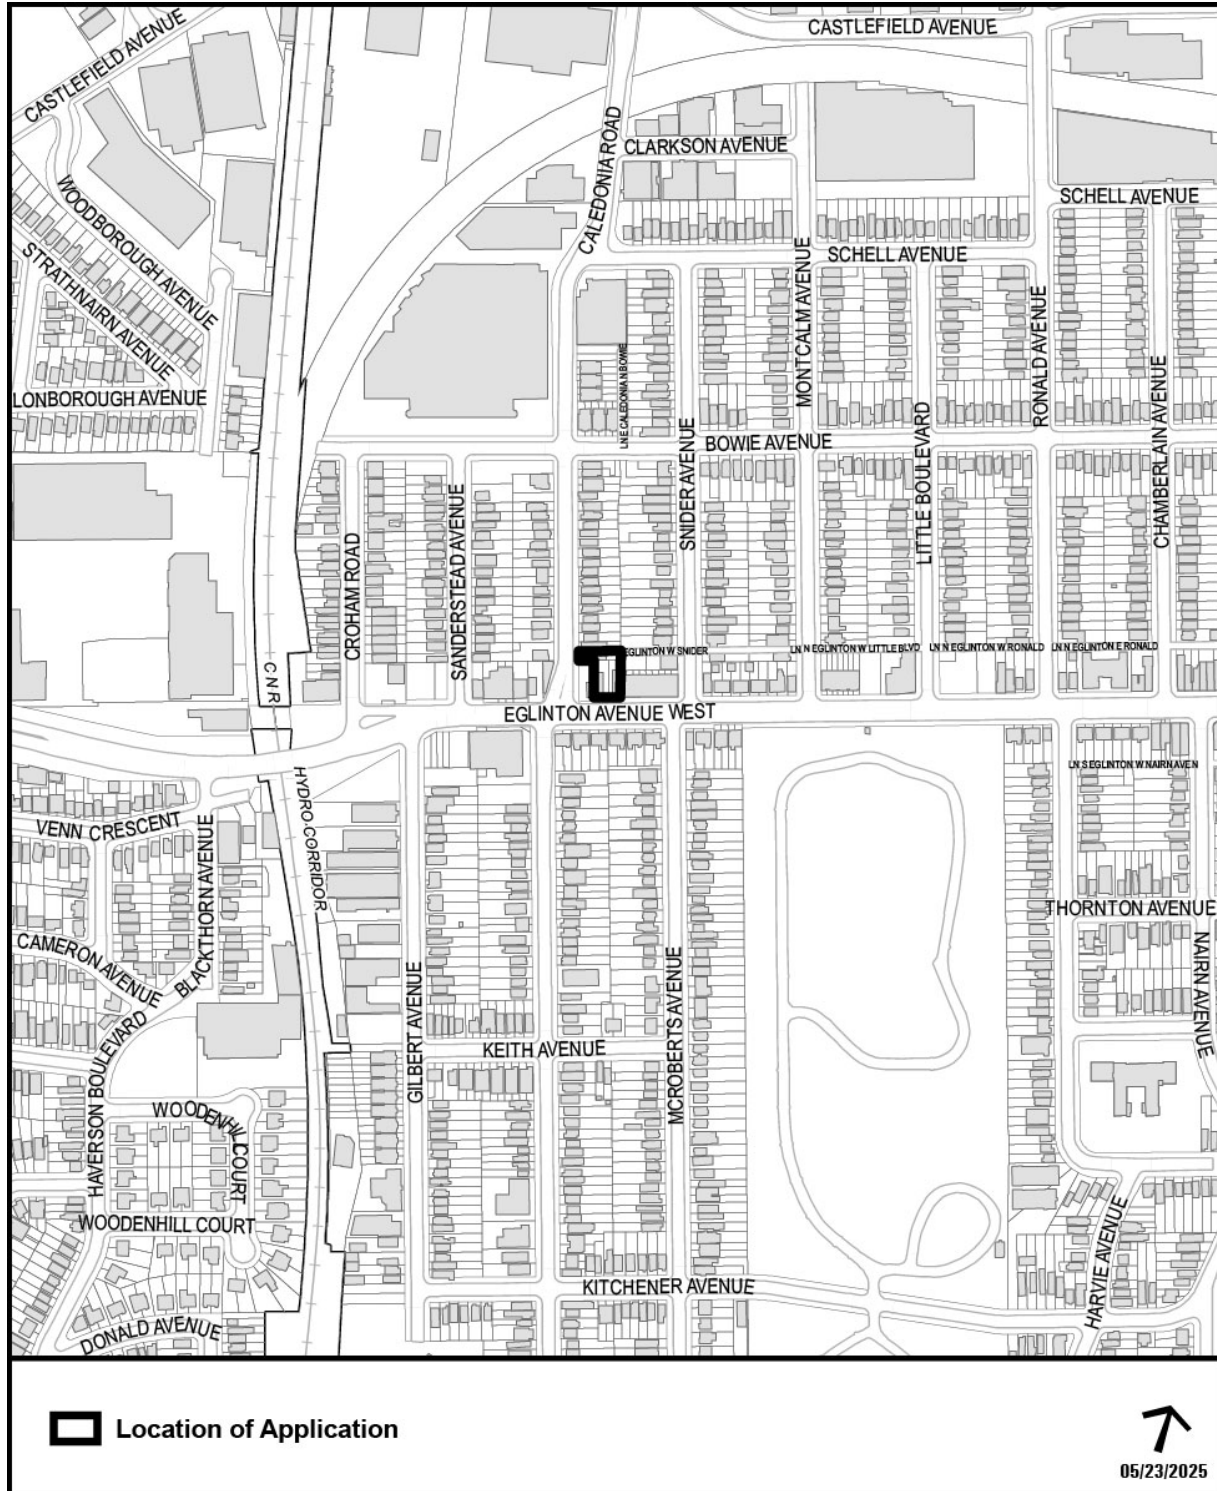 CASTLEFIELD AVENUE
CASTLEFIELD AVENUE
CALEDONIA ROAD
CLARKSON AVENUE
WOODBOROUGH AVENUE
SCHELL AVENUE
STRATHNAIRN AVENUE
SCHELL AVENUE
MONTCALM AVENUE
RONALD AVENUE
LONBOROUGH AVENUE
LN E CALEDONIA N BOWIE
CHAMBERLAIN AVENUE
BOWIE AVENUE
LITTLE BOULEVARD
SNIDER AVENUE
SANDERSTEAD AVENUE
CROHAM ROAD
EGLINTON W SNIDER
LN N EGLINTON W LITTLE BLVD
LN N EGLINTON W RONALD
LN N EGLINTON E RONALD
C N R
EGLINTON AVENUE WEST
LN S EGLINTON W NAIRN AVEN
HYDRO CORRIDOR
VENN CRESCENT
BLACKTHORN AVENUE
THORNTON AVENUE
CAMERON AVENUE
NAIRN AVENUE
GILBERT AVENUE
MCROBERTS AVENUE
KEITH AVENUE
HAVERSON BOULEVARD
WOODENHILL COURT
WOODENHILL COURT
HARVIE AVENUE
KITCHENER AVENUE
DONALD AVENUE
Location of Application
05/23/2025